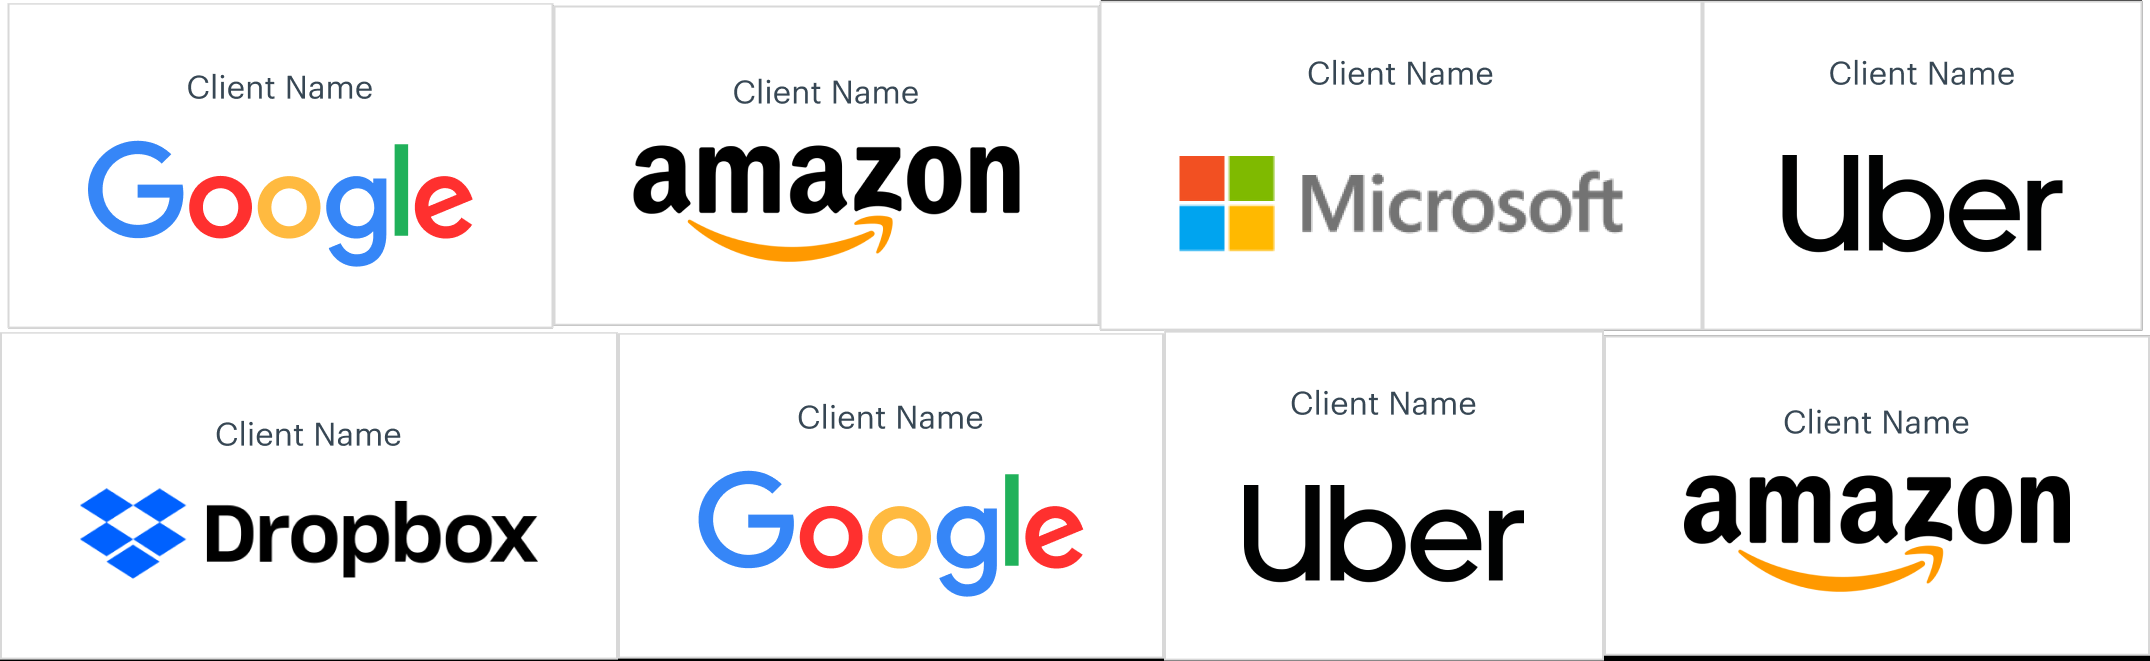 Client Name
Google
Client Name
amazon
Client Name
Microsoft
Client Name
Uber
Client Name
Dropbox
Client Name
Google
Client Name
Uber
Client Name
amazon